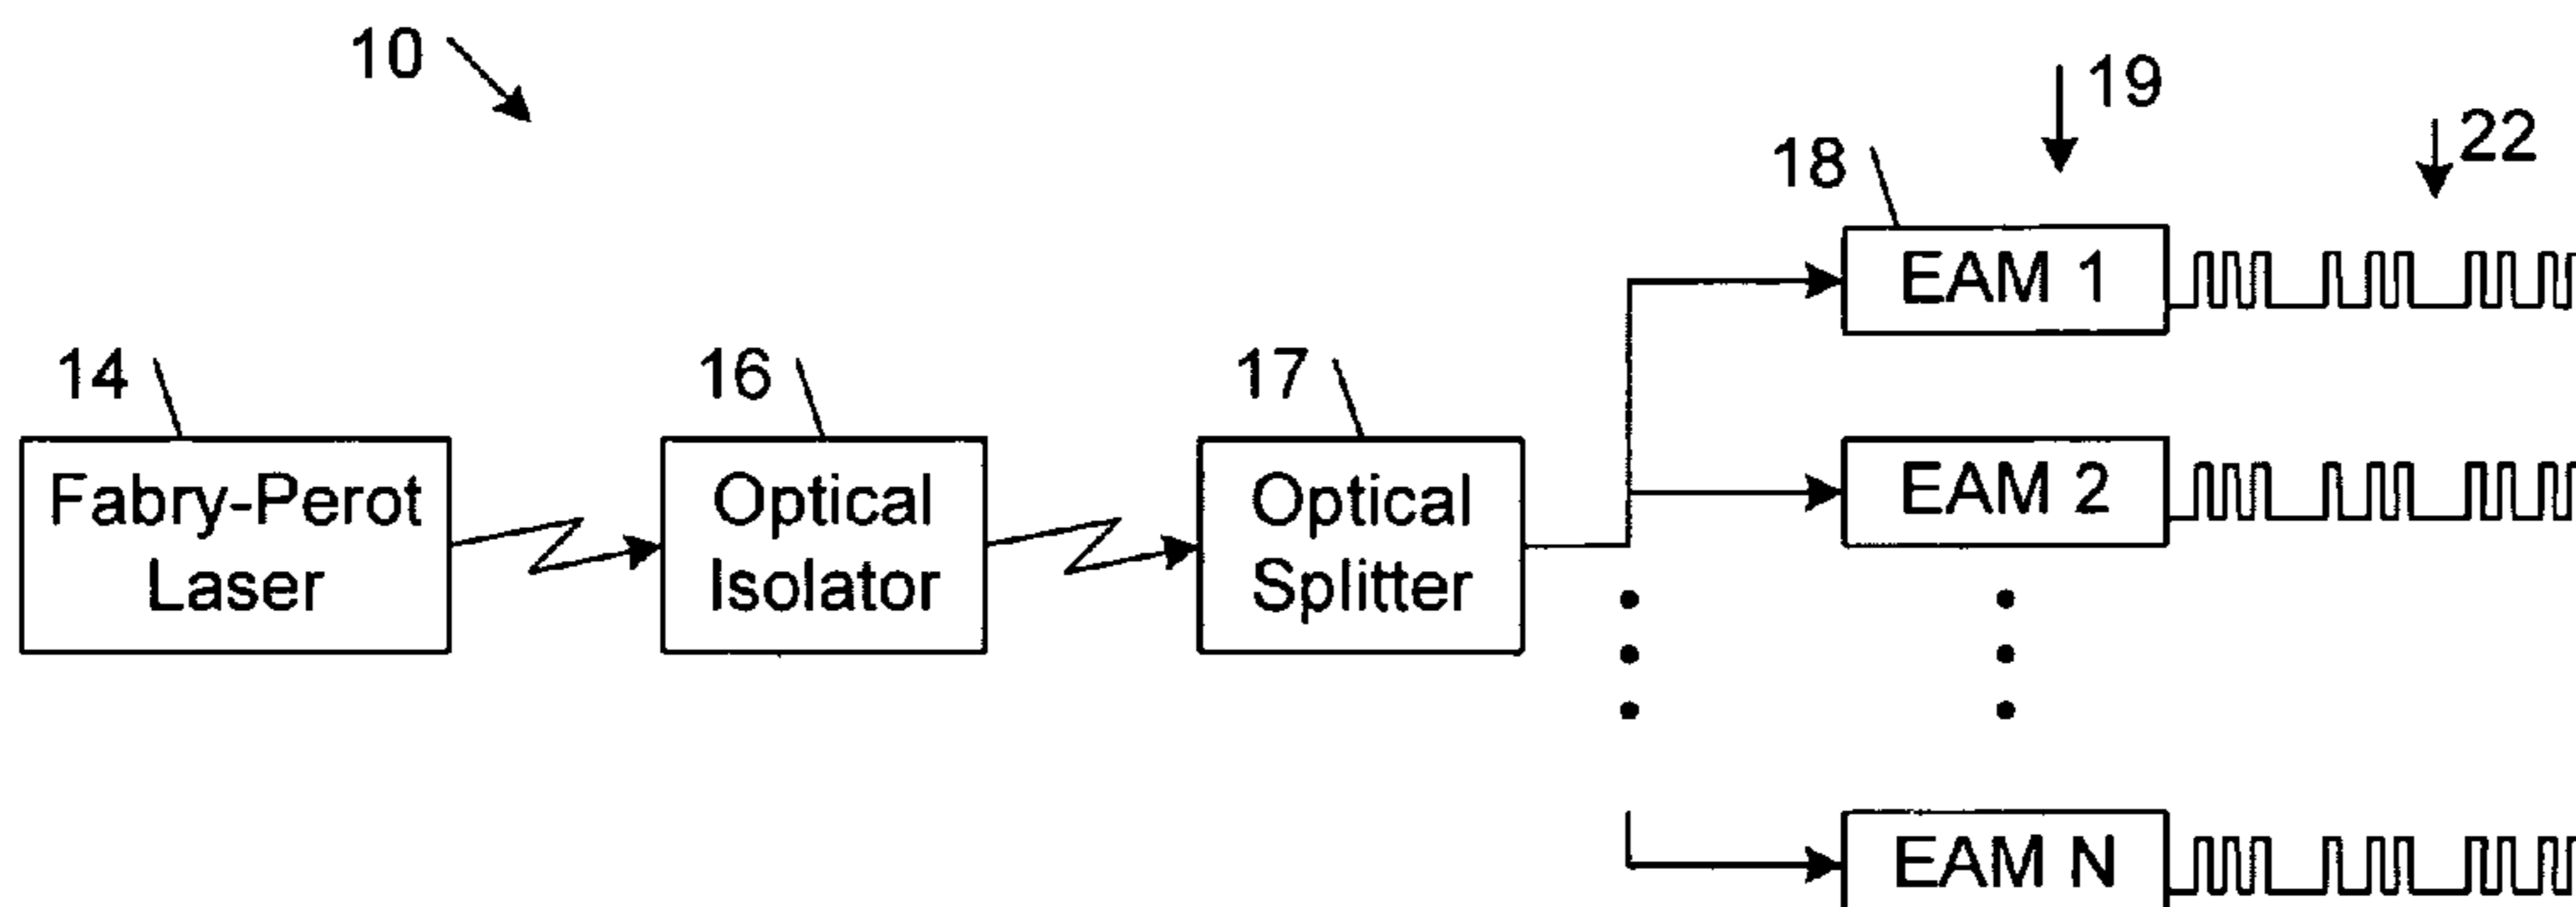 10
19
22
18
EAM 1
14
16
17
Fabry-Perot
Laser
Optical
Isolator
Optical
Splitter
EAM 2
EAM N